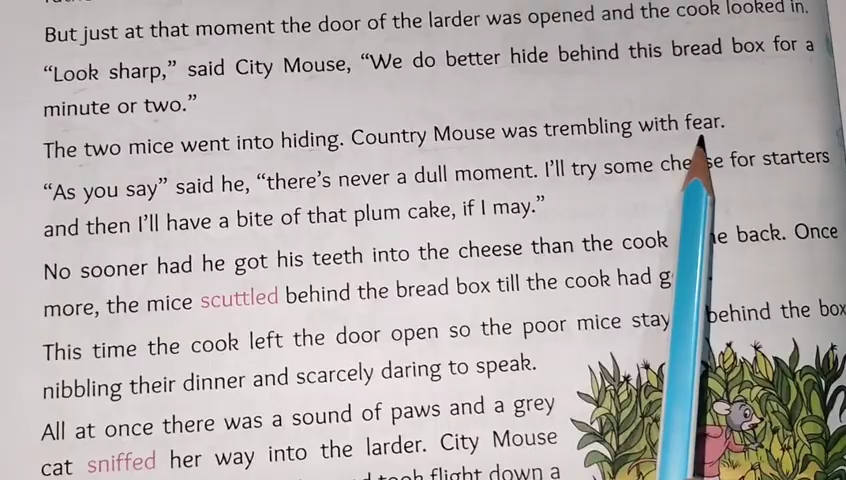 But just at that moment the door of the larder was opened and the cook looked in.
“Look sharp,” said City Mouse, “We do better hide behind this bread box for a
minute or two.”
The two mice went into hiding. Country Mouse was trembling with fear.
“As you say” said he, “there’s never a dull moment. I’ll try some for starters
and then I’ll have a bite of that plum cake, if I may.”
No sooner had he got his teeth into the cheese than the cook back. Once
more, the mice scuttled behind the bread box till the cook had
This time the cook left the door open so the poor mice behind the box
nibbling their dinner and scarcely daring to speak.
All at once there was a sound of paws and a grey
cat sniffed her way into the larder. City Mouse
took flight down a